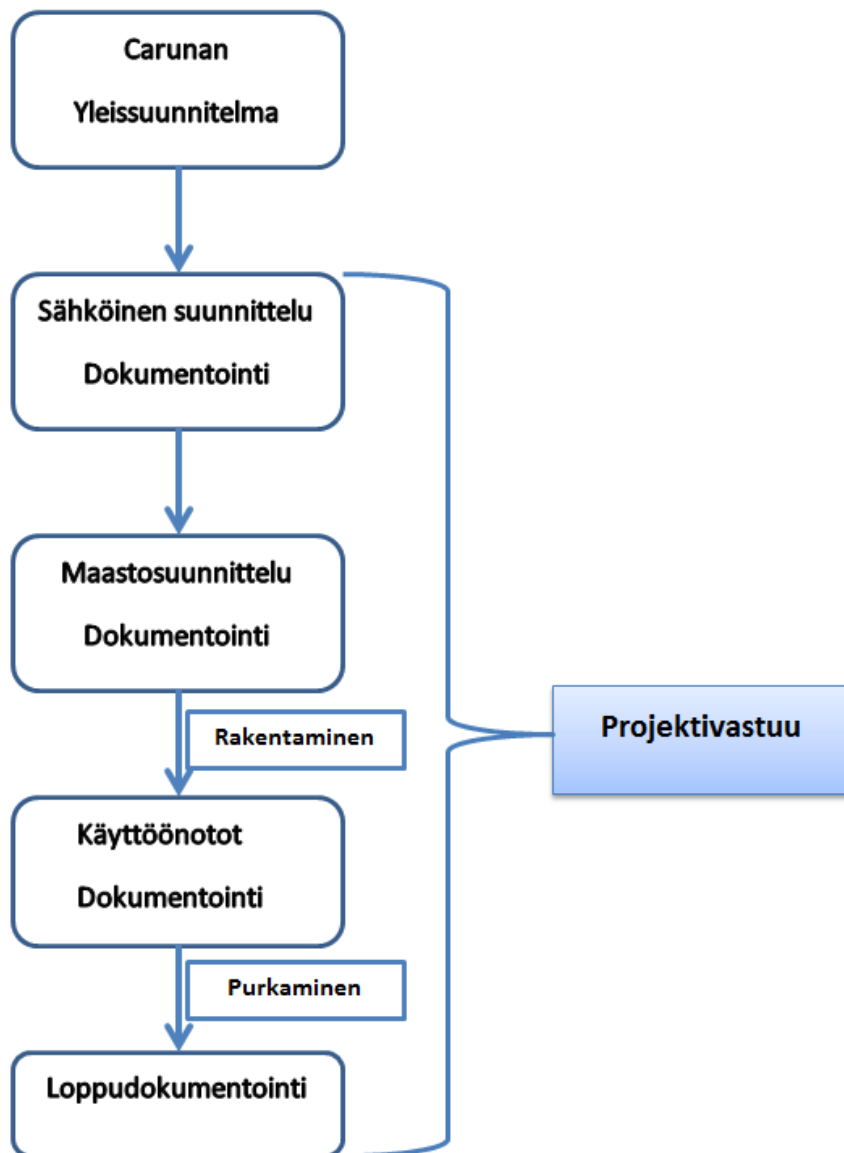 Carunan
Yleissuunnitelma
Sähköinen suunnittelu
Dokumentointi
Maastosuunnittelu
Dokumentointi
Rakentaminen
Projektivastuu
Käyttöönotot
Dokumentointi
Purkaminen
Loppudokumentointi